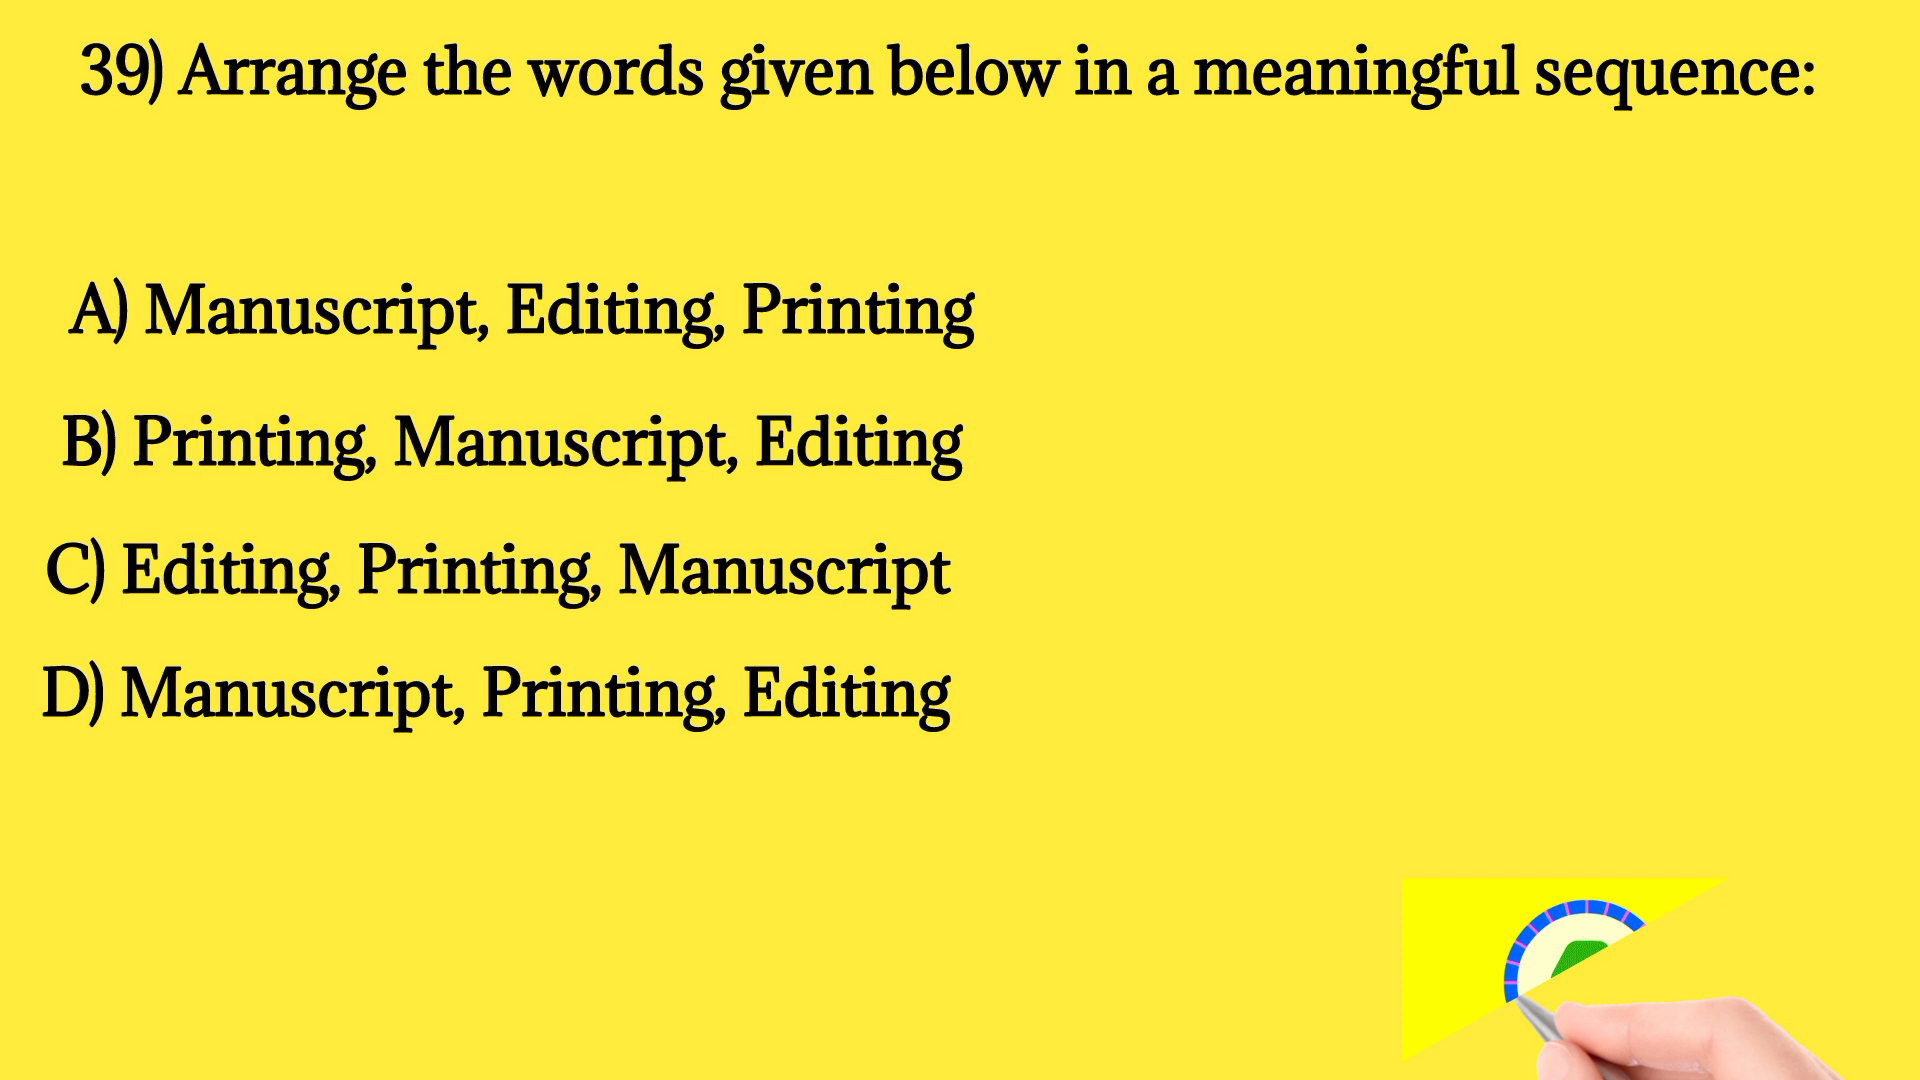 39) Arrange the words given below in a meaningful sequence:
A) Manuscript, Editing, Printing
B) Printing, Manuscript, Editing
C) Editing, Printing, Manuscript
D) Manuscript, Printing, Editing